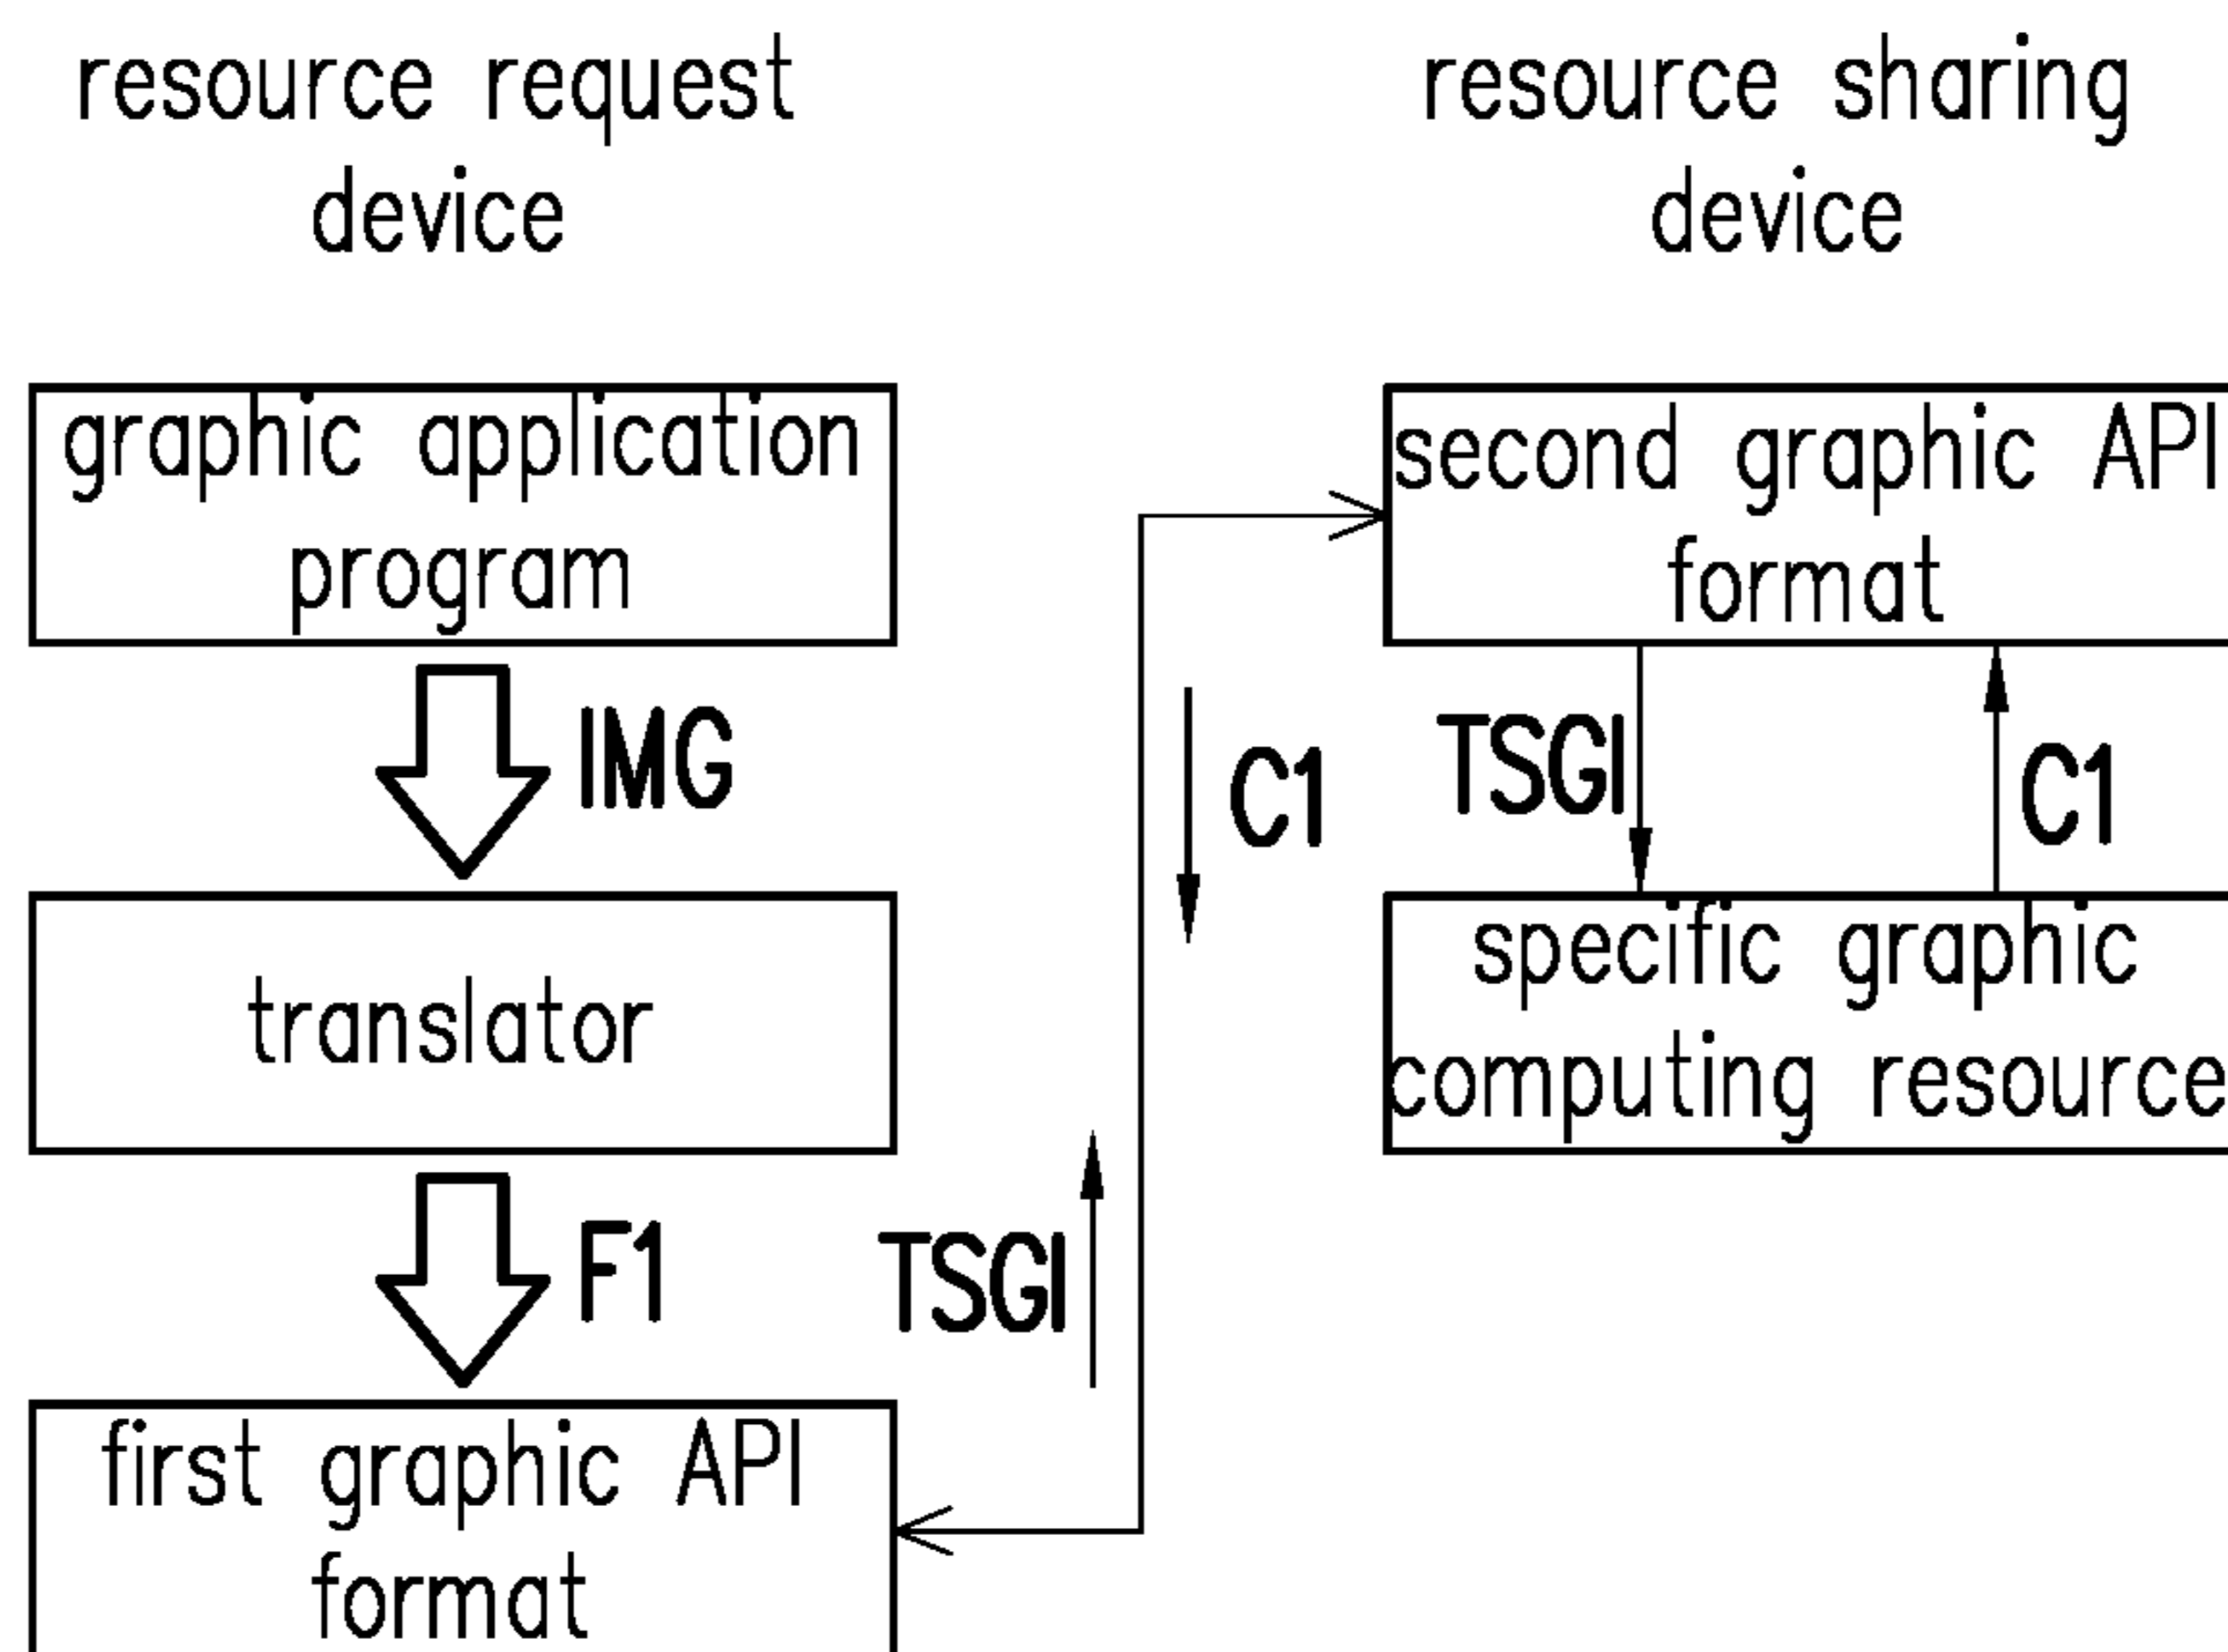 resource request
device
resource sharing
device
graphic application
program
IMG
translator
F1
first graphic API
format
TSGI
C1
second graphic API
format
TSGI
C1
specific graphic
computing resource